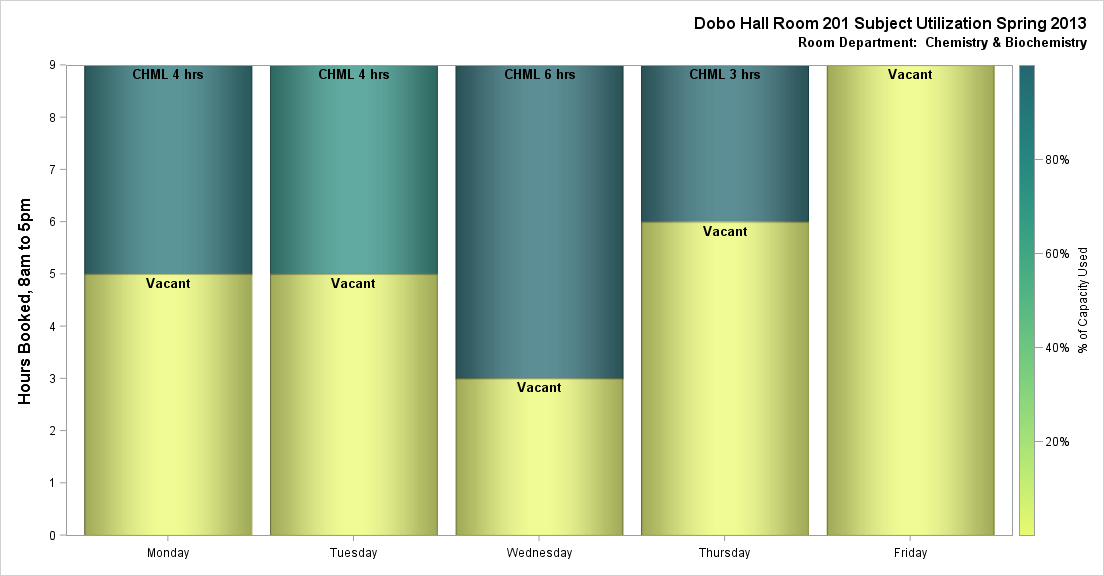 Dobo Hall Room 201 Subject Utilization Spring 2013
Room Department:  Chemistry & Biochemistry
Hours Booked, 8am to 5pm
9
8
7
6
5
4
3
2
1
0
CHML 4 hrs
Vacant
CHML 4 hrs
Vacant
CHML 6 hrs
Vacant
CHML 3 hrs
Vacant
Vacant
Monday
Tuesday
Wednesday
Thursday
Friday
80%
60%
40%
20%
% of Capacity Used